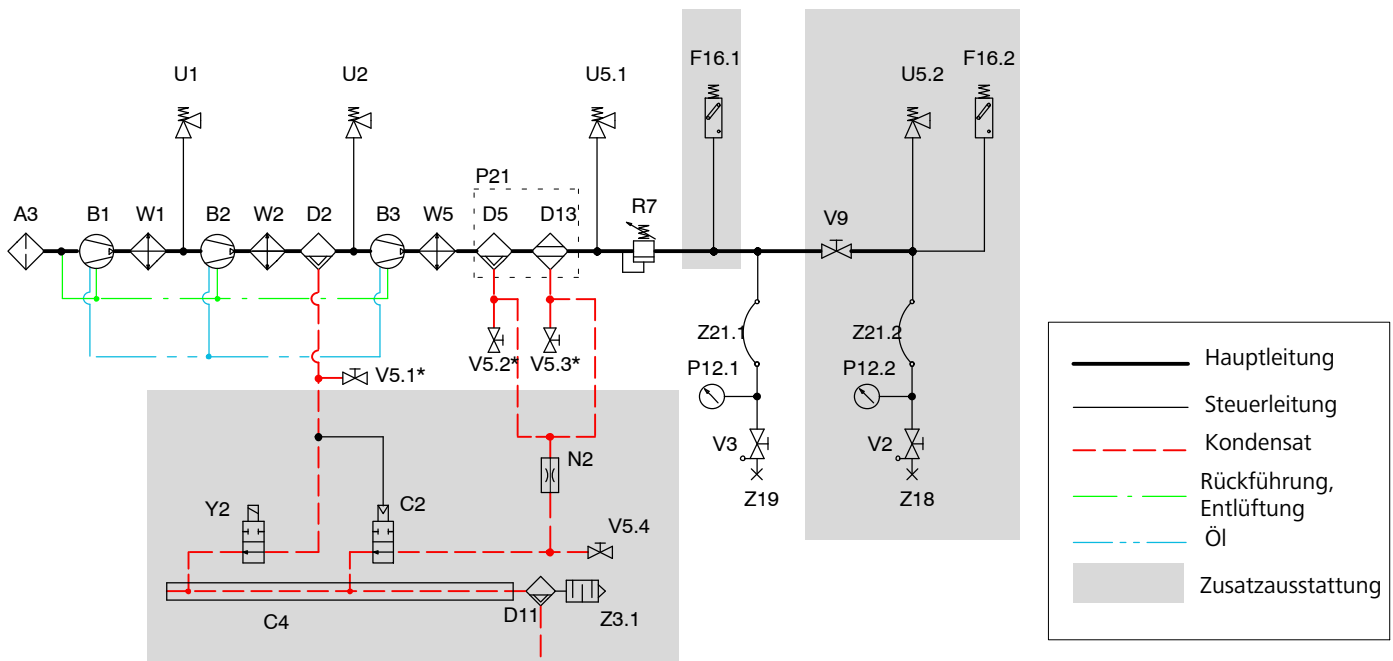 F16.1
F16.2
U1
U2
U5.1
U5.2
P21
A3
B1
W1
B2
W2
D2
B3
W5
D5
D13
R7
V9
Z21.1
Z21.2
V5.1*
V5.2*
V5.3*
P12.1
P12.2
V3
V2
Z19
Z18
N2
Y2
C2
V5.4
C4
D11
Z3.1
Hauptleitung
Steuerleitung
Kondensat
Rückführung,
Entlüftung
Öl
Zusatzausstattung